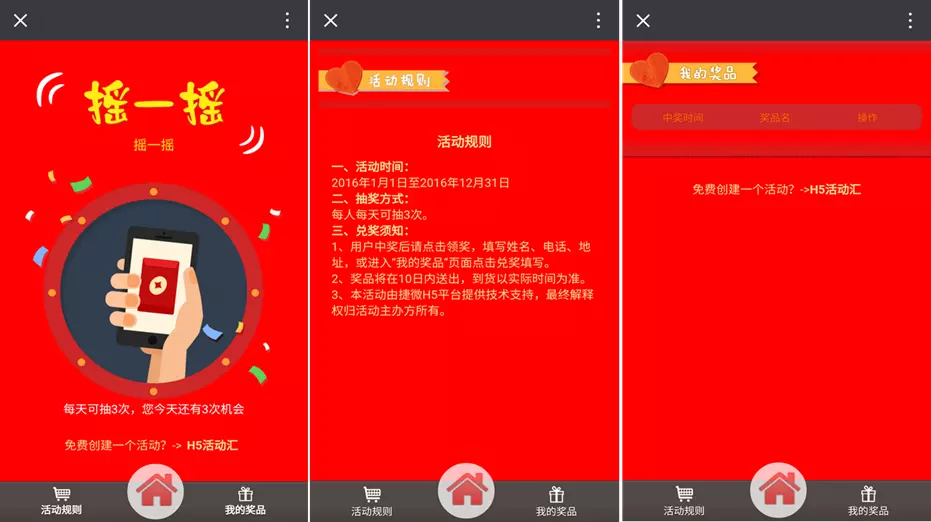 摇一摇
摇一摇
每天可抽3次，您今天还有3次机会
免费创建一个活动？-> H5活动汇
活动规则
我的奖品
活动规则
活动规则
一、活动时间：
2016年1月1日至2016年12月31日
二、抽奖方式：
每人每天可抽3次。
三、兑奖须知：
1、用户中奖后请点击领奖，填写姓名、电话、地
址，或进入"我的奖品"页面点击兑奖填写。
2、奖品将在10日内送出，到货以实际时间为准。
3、本活动由捷微H5平台提供技术支持，最终解释
权归活动主办方所有。
活动规则
我的奖品
我的奖品
中奖时间 奖品名 操作
免费创建一个活动？->H5活动汇
活动规则
我的奖品